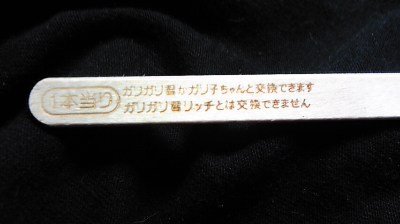 1本当り
ガリガリ君かガリ子ちゃんと交換できます
ガリガリ君リッチとは交換できません